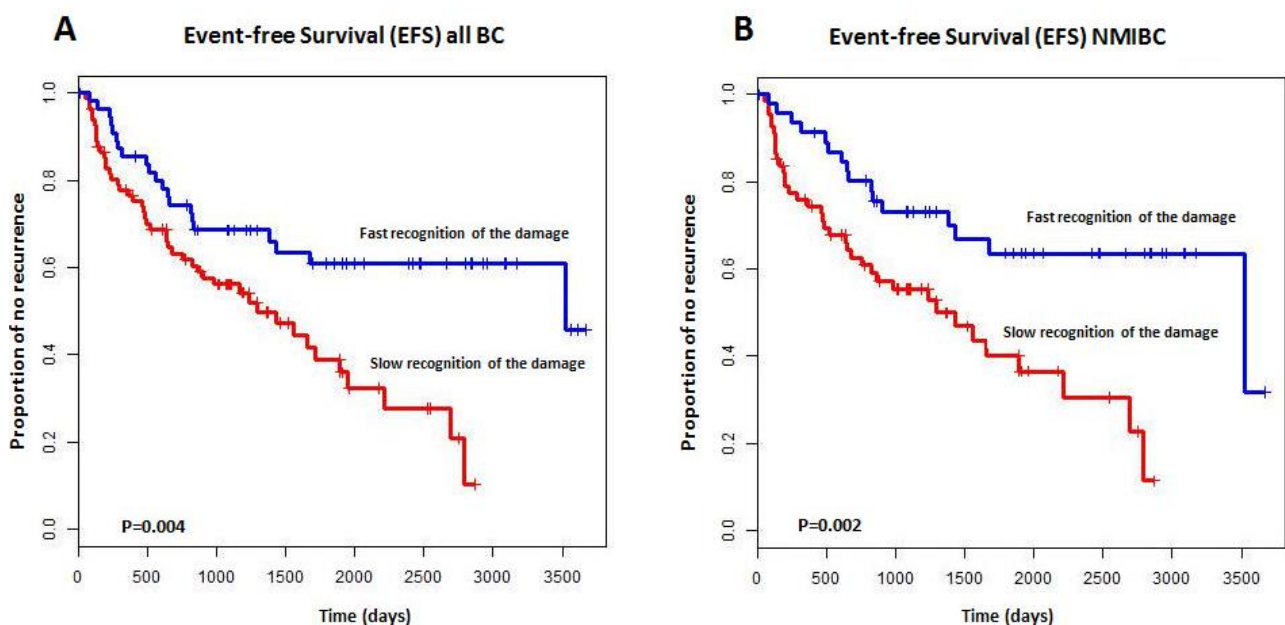 A
Event-free Survival (EFS) all BC
Proportion of no recurrence
1.0
0.8
0.6
0.4
0.2
0.0
Fast recognition of the damage
Slow recognition of the damage
P=0.004
0 500 1000 1500 2000 2500 3000 3500
Time (days)
B
Event-free Survival (EFS) NMIBC
Proportion of no recurrence
1.0
0.8
0.6
0.4
0.2
0.0
Fast recognition of the damage
Slow recognition of the damage
P=0.002
0 500 1000 1500 2000 2500 3000 3500
Time (days)